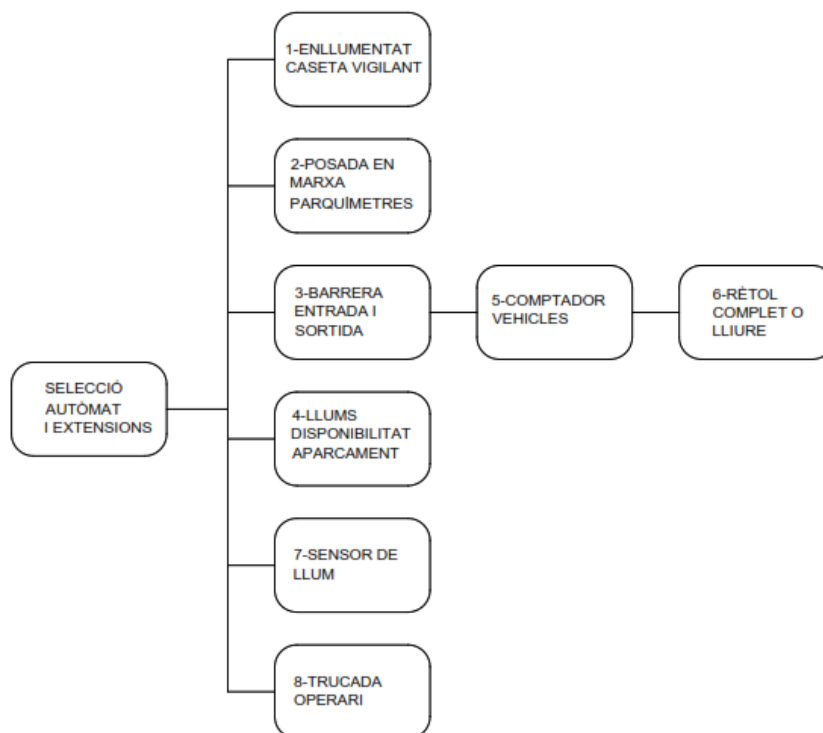 1-ENLLUMENTAT
CASETA VIGILANT
2-POSADA EN
MARXA
PARQUÍMETRES
3-BARRERA
ENTRADA I
SORTIDA
5-COMPTADOR
VEHICLES
6-RÈTOL
COMPLET O
LLIURE
SELECCIÓ
AUTÒMAT
I EXTENSIONS
4-LLUMS
DISPONIBILITAT
APARCAMENT
7-SENSOR DE
LLUM
8-TRUCADA
OPERARI